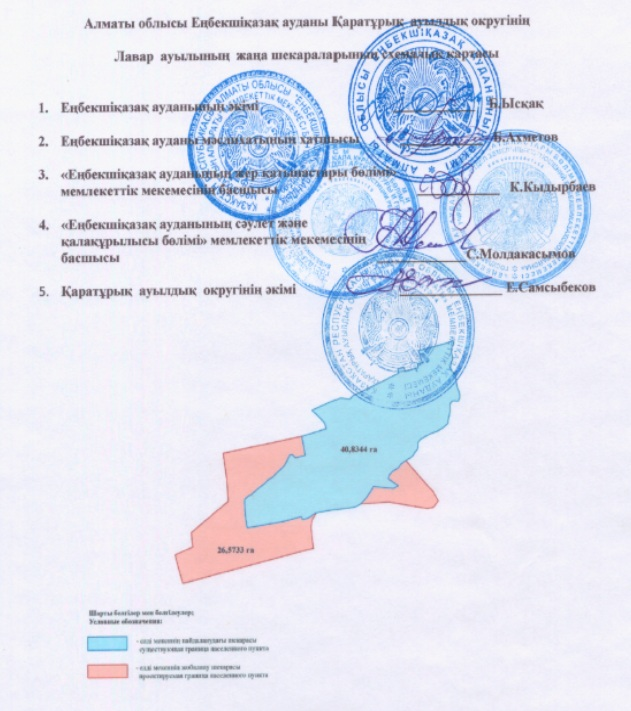 Алматы облысы Еңбекшіқазақ ауданы Қаратұрық ауылдық округінің
Лавар ауылының жаңа шекараларының схемалық картасы
1. Еңбекшіқазақ ауданының әкімі Б.Ысқақ
2. Еңбекшіқазақ ауданы мәслихатының хатшысы Б.Ахметов
3. «Еңбекшіқазақ ауданының жер қатынастары бөлімі»
мемлекеттік мекемесінің басшысы К.Кыдырбаев
4. «Еңбекшіқазақ ауданының сәулет және
қалақұрылысы бөлімі» мемлекеттік мекемесінің
басшысы С.Молдакасымов
5. Қаратұрық ауылдық округінің әкімі Е.Самсыбеков
40,8344 га
26,5733 га
Шартты белгілер мен белгілеулер;
Условные обозначения:
- елді мекеннің пайдаланудағы шекарасы
существующая граница населенного пункта
- елді мекеннің жобалау шекарасы
проектируемая граница населенного пункта